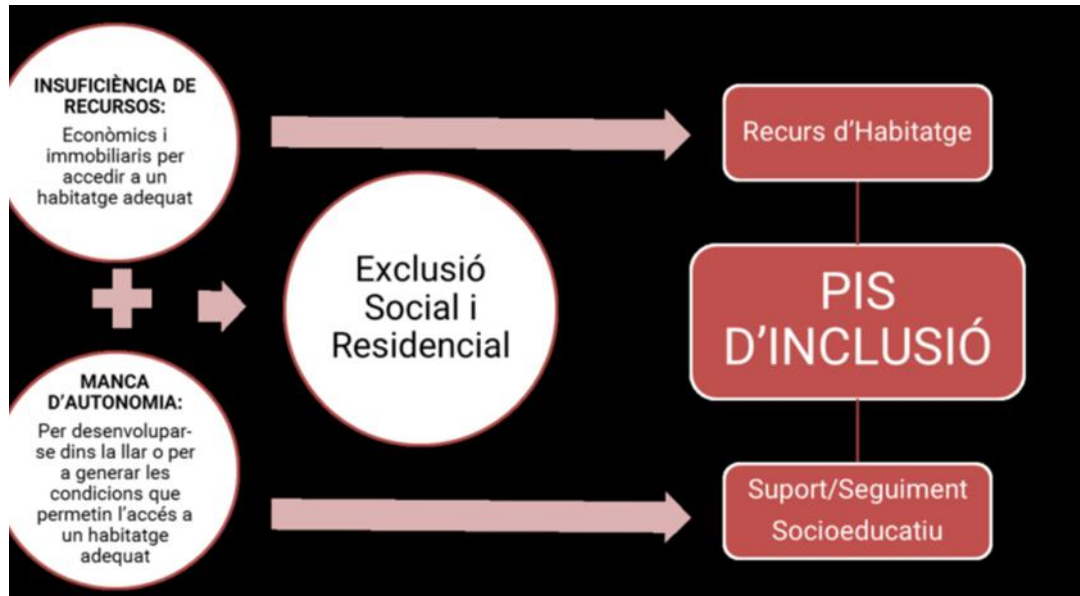 INSUFICIÈNCIA DE
RECURSOS:
Econòmics i
immobiliaris per
accedir a un
habitatge adequat
MANCA
D'AUTONOMIA:
Per desenvolupar-
se dins la llar o per
a generar les
condicions que
permetin l'accés a
un habitatge
adequat
Exclusió
Social i
Residencial
Recurs d'Habitatge
PIS
D'INCLUSIÓ
Suport/Seguiment
Socioeducatiu